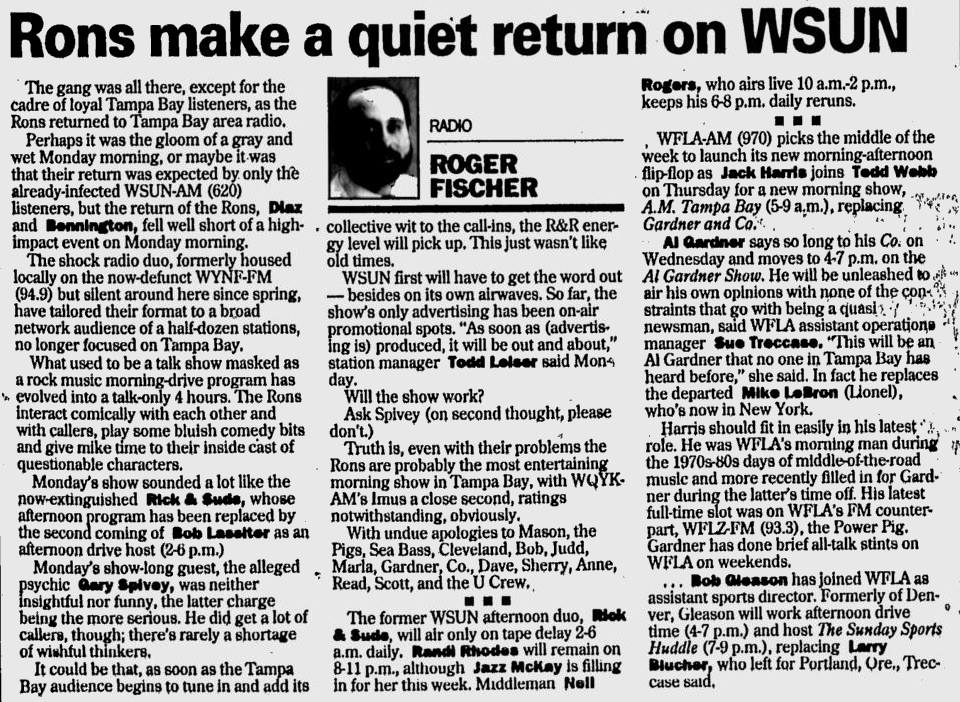 Rons make a quiet return on WSUN
The gang was all there, except for the
cadre of loyal Tampa Bay listeners, as the
Rons returned to Tampa Bay area radio.
Perhaps it was the gloom of a gray and
wet Monday morning, or maybe it was
that their return was expected by only the
already-infected WSUN-AM (620)
listeners, but the return of the Rons, Diaz
and Bennington, fell well short of a high-
impact event on Monday morning.
The shock radio duo, formerly housed
locally on the now-defunct WYNF-FM
(94.9) but silent around here since spring,
have tailored their format to a broad
network audience of a half-dozen stations,
no longer focused on Tampa Bay.
What used to be a talk show masked as
a rock music morning-drive program has
evolved into a talk-only 4 hours. The Rons
interact comically with each other and
with callers, play some bluish comedy bits
and give mike time to their inside cast of
questionable characters.
Monday's show sounded a lot like the
now-extinguished Rick & Suds, whose
afternoon program has been replaced by
the second coming of Bob Lassiter as an
afternoon drive host (2-6 p.m.)
Monday's show-long guest, the alleged
psychic Gary Spivey, was neither
insightful nor funny, the latter charge
being the more serious. He did get a lot of
callers, though; there's rarely a shortage
of wishful thinkers.
It could be that, as soon as the Tampa
Bay audience begins to tune in and add its
RADIO
ROGER
FISCHER
collective wit to the call-ins, the R&R ener-
gy level will pick up. This just wasn't like
old times.
WSUN first will have to get the word out
— besides on its own airwaves. So far, the
show's only advertising has been on-air
promotional spots. "As soon as (advertis-
ing is) produced, it will be out and about,"
station manager Todd Leiser said Mon-
day.
Will the show work?
Ask Spivey (on second thought, please
don't.)
Truth is, even with their problems the
Rons are probably the most entertaining
morning show in Tampa Bay, with WQYK-
AM's Imus a close second, ratings
notwithstanding, obviously.
With undue apologies to Mason, the
Pigs, Sea Bass, Cleveland, Bob, Judd,
Marla, Gardner, Co., Dave, Sherry, Anne,
Read, Scott, and the U Crew.
■ ■ ■
The former WSUN afternoon duo, Rick
& Suds, will air only on tape delay 2-6
a.m. daily. Randi Rhodes will remain on
8-11 p.m., although Jazz McKay is filling
in for her this week. Middleman Neil
Rogers, who airs live 10 a.m.-2 p.m.,
keeps his 6-8 p.m. daily reruns.
■ ■ ■
WFLA-AM (970) picks the middle of the
week to launch its new morning-afternoon
flip-flop as Jack Harris joins Tedd Webb
on Thursday for a new morning show,
A.M. Tampa Bay (5-9 a.m.), replacing
Gardner and Co.
Al Gardner says so long to his Co. on
Wednesday and moves to 4-7 p.m. on the
Al Gardner Show. He will be unleashed to
air his own opinions with none of the con-
straints that go with being a quasi
newsman, said WFLA assistant operations
manager Sue Treccase. "This will be an
Al Gardner that no one in Tampa Bay has
heard before," she said. In fact he replaces
the departed Mike LeBron (Lionel),
who's now in New York.
Harris should fit in easily in his latest
role. He was WFLA's morning man during
the 1970s-80s days of middle-of-the-road
music and more recently filled in for Gard-
ner during the latter's time off. His latest
full-time slot was on WFLA's FM counter-
part, WFLZ-FM (93.3), the Power Pig.
Gardner has done brief all-talk stints on
WFLA on weekends.
... Bob Gleason has joined WFLA as
assistant sports director. Formerly of Den-
ver, Gleason will work afternoon drive
time (4-7 p.m.) and host The Sunday Sports
Huddle (7-9 p.m.), replacing Larry
Blucher, who left for Portland, Ore., Trec-
case said.